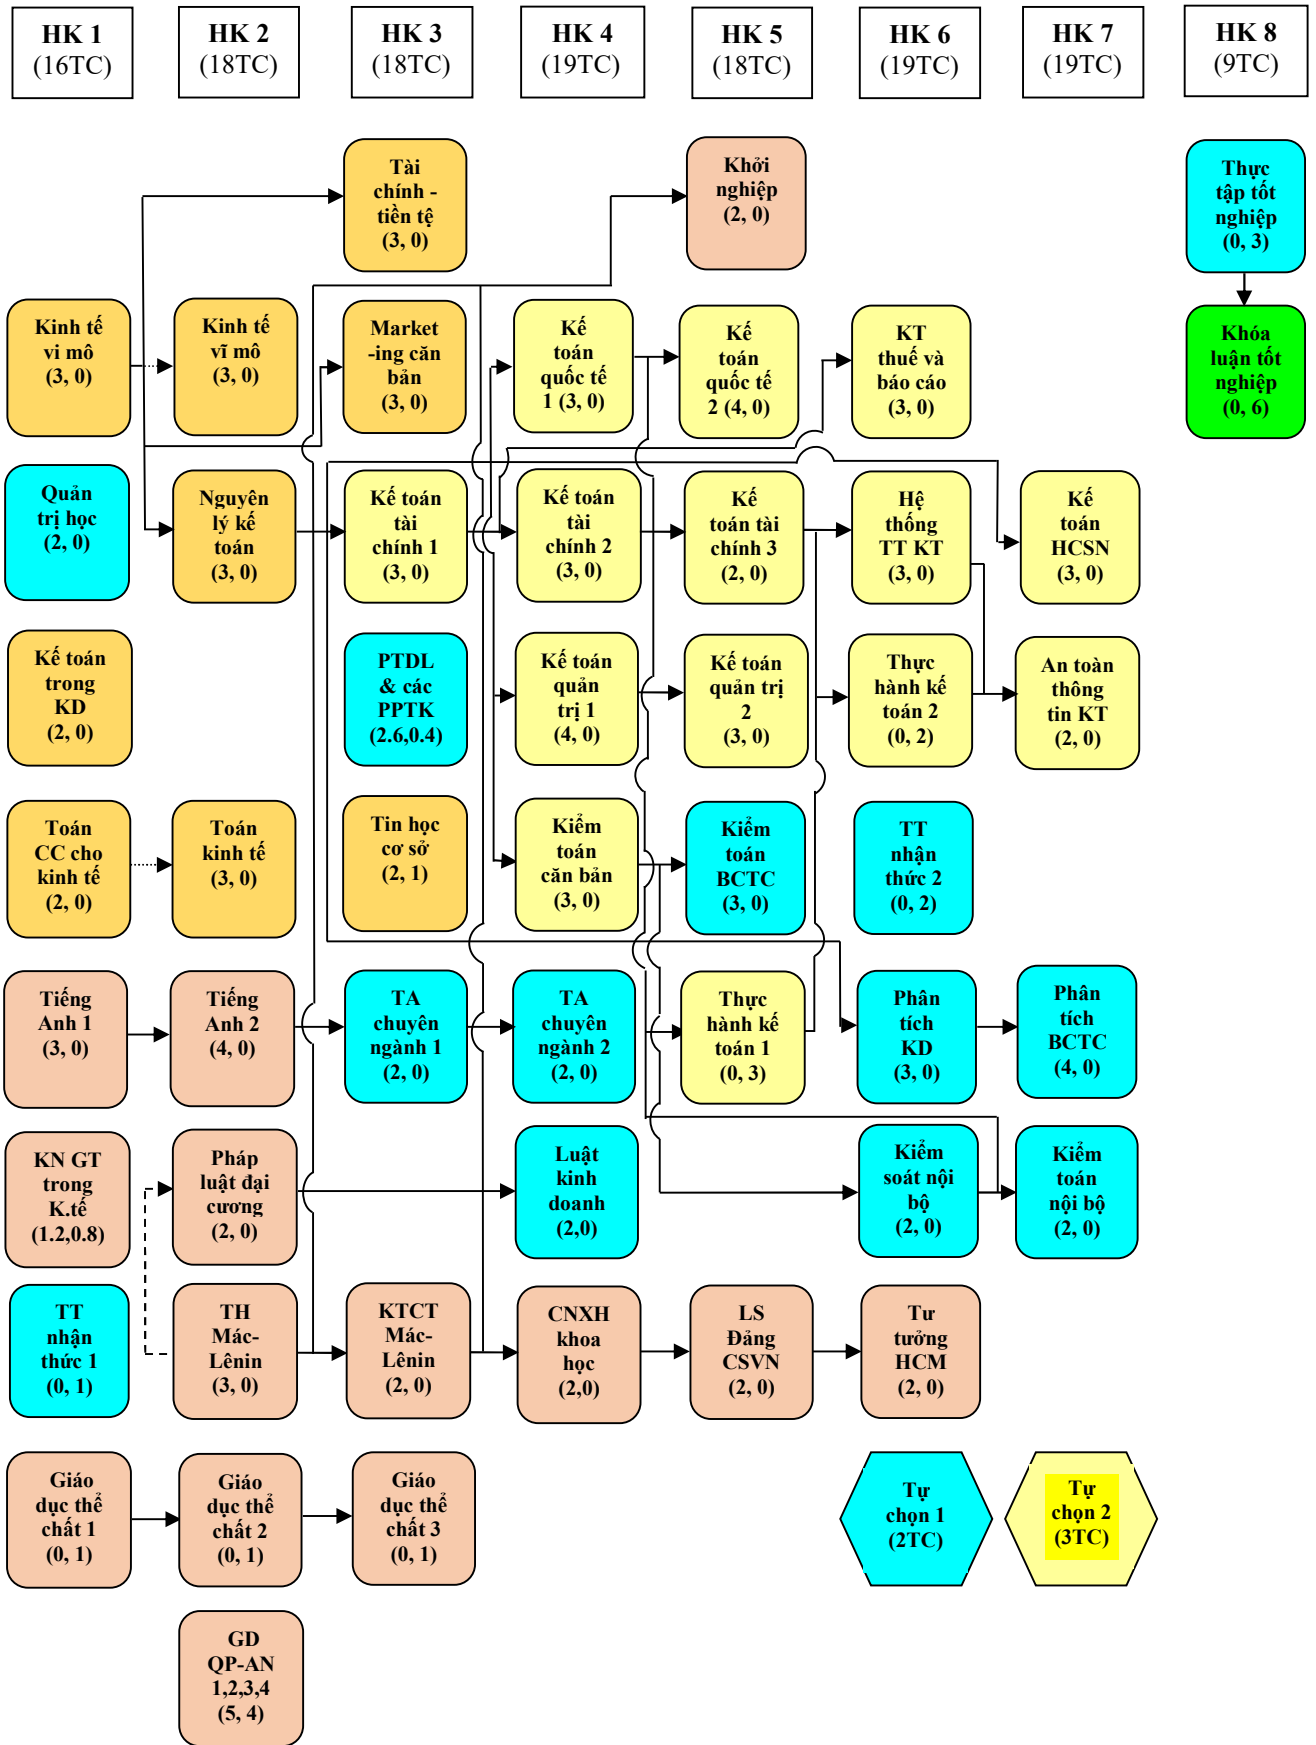 HK 1
(16TC)
HK 2
(18TC)
HK 3
(18TC)
HK 4
(19TC)
HK 5
(18TC)
HK 6
(19TC)
HK 7
(19TC)
HK 8
(9TC)
Tài
chính -
tiền tệ
(3, 0)
Khởi
nghiệp
(2, 0)
Thực
tập tốt
nghiệp
(0, 3)
Kinh tế
vi mô
(3, 0)
Kinh tế
vĩ mô
(3, 0)
Market
-ing căn
bản
(3, 0)
Kế
toán
quốc tế
1 (3, 0)
Kế
toán
quốc tế
2 (4, 0)
KT
thuế và
báo cáo
(3, 0)
Khóa
luận tốt
nghiệp
(0, 6)
Quản
trị học
(2, 0)
Nguyên
lý kế
toán
(3, 0)
Kế toán
tài
chính 1
(3, 0)
Kế toán
tài
chính 2
(3, 0)
Kế
toán tài
chính 3
(2, 0)
Hệ
thống
TT KT
(3, 0)
Kế
toán
HCSN
(3, 0)
Kế toán
trong
KD
(2, 0)
PTDL
& các
PPTK
(2.6,0.4)
Kế toán
quản
trị 1
(4, 0)
Kế toán
quản trị
2
(3, 0)
Thực
hành kế
toán 2
(0, 2)
An toàn
thông
tin KT
(2, 0)
Toán
CC cho
kinh tế
(2, 0)
Toán
kinh tế
(3, 0)
Tin học
cơ sở
(2, 1)
Kiểm
toán
căn bản
(3, 0)
Kiểm
toán
BCTC
(3, 0)
TT
nhận
thức 2
(0, 2)
Tiếng
Anh 1
(3, 0)
Tiếng
Anh 2
(4, 0)
TA
chuyên
ngành 1
(2, 0)
TA
chuyên
ngành 2
(2, 0)
Thực
hành kế
toán 1
(0, 3)
Phân
tích
KD
(3, 0)
Phân
tích
BCTC
(4, 0)
KN GT
trong
K.tế
(1.2,0.8)
Pháp
luật đại
cương
(2, 0)
Luật
kinh
doanh
(2,0)
Kiểm
soát nội
bộ
(2, 0)
Kiểm
toán
nội bộ
(2, 0)
TT
nhận
thức 1
(0, 1)
TH
Mác-
Lênin
(3, 0)
KTCT
Mác-
Lênin
(2, 0)
CNXH
khoa
học
(2,0)
LS
Đảng
CSVN
(2, 0)
Tư
tưởng
HCM
(2, 0)
Giáo
dục thể
chất 1
(0, 1)
Giáo
dục thể
chất 2
(0, 1)
Giáo
dục thể
chất 3
(0, 1)
Tự
chọn 1
(2TC)
Tự
chọn 2
(3TC)
GD
QP-AN
1,2,3,4
(5, 4)